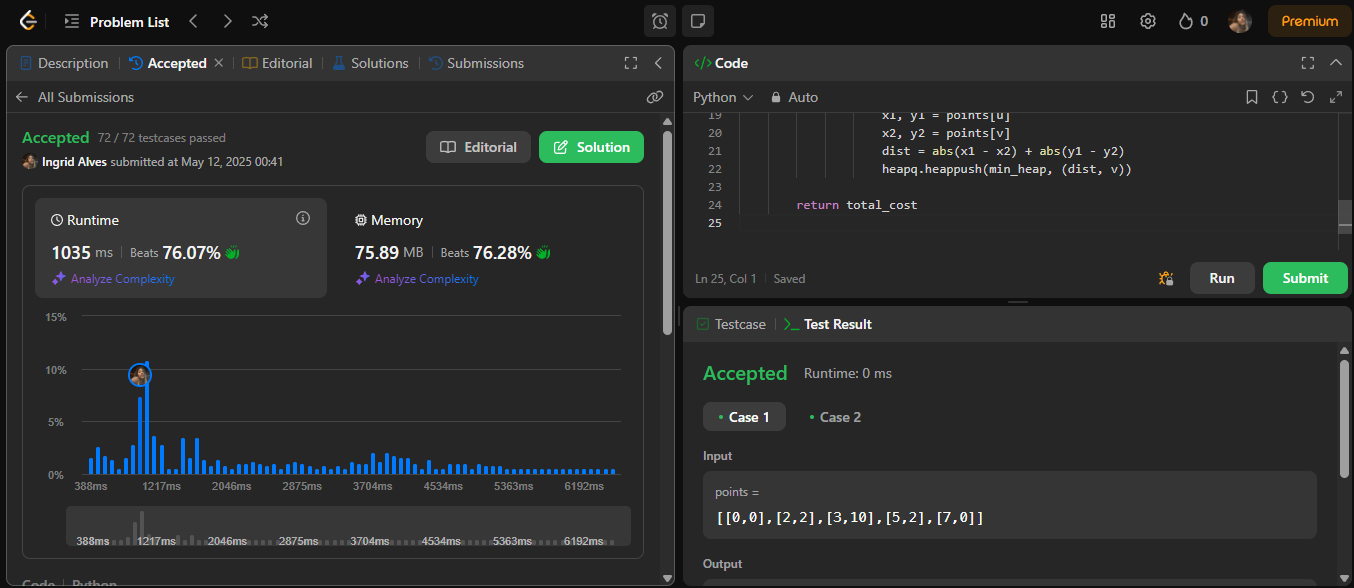 Problem List
0
Premium
Description
Accepted
Editorial
Solutions
Submissions
All Submissions
Accepted 72 / 72 testcases passed
Ingrid Alves submitted at May 12, 2025 00:41
Editorial
Solution
Runtime
1035 ms Beats 76.07%
Analyze Complexity
Memory
75.89 MB Beats 76.28%
Analyze Complexity
15%
10%
5%
0%
388ms 1217ms 2046ms 2875ms 3704ms 4534ms 5363ms 6192ms
388ms 1217ms 2046ms 2875ms 3704ms 4534ms 5363ms 6192ms
Code Python
</> Code
Python Auto
19 x1, y1 = points[u]
20 x2, y2 = points[v]
21 dist = abs(x1 - x2) + abs(y1 - y2)
22 heapq.heappush(min_heap, (dist, v))
23
24 return total_cost
25
Ln 25, Col 1 Saved
Run
Submit
Testcase
Test Result
Accepted Runtime: 0 ms
Case 1
Case 2
Input
points =
[[0,0],[2,2],[3,10],[5,2],[7,0]]
Output